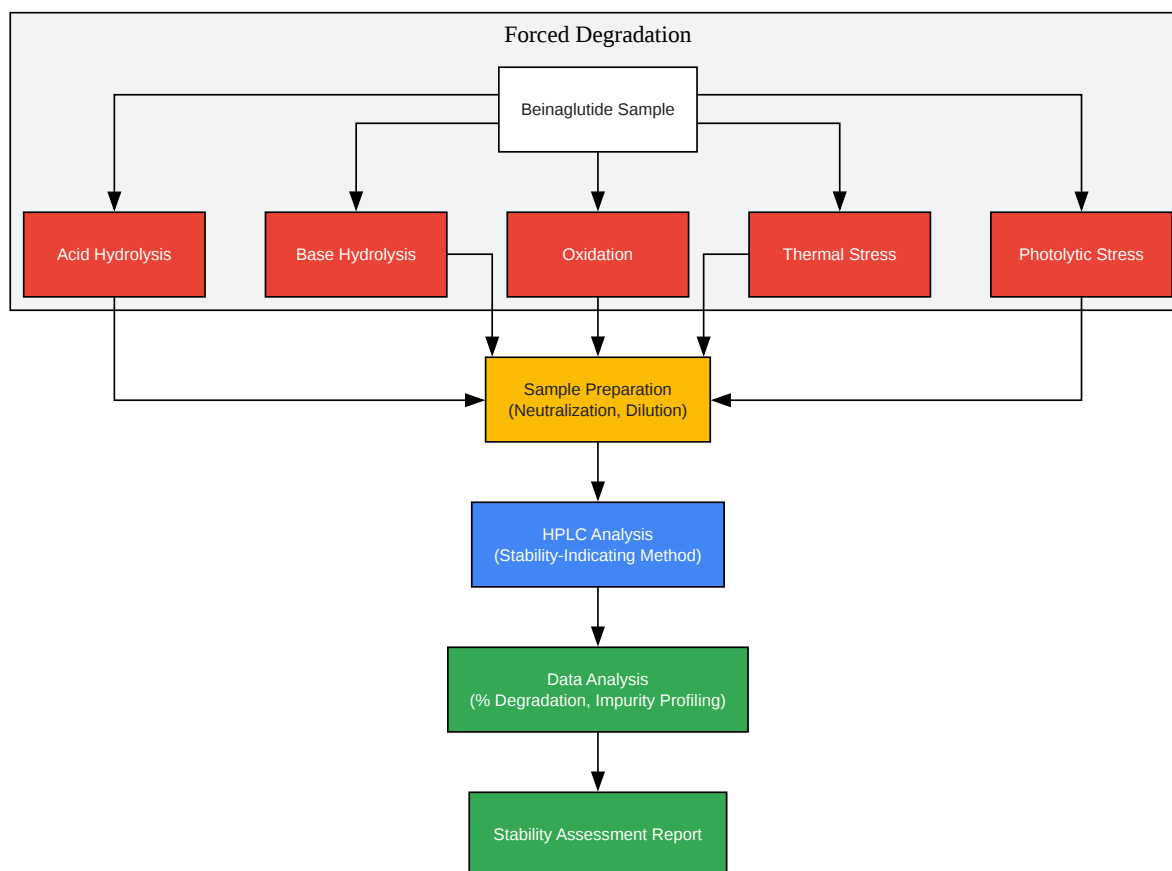 Forced Degradation
Beinaglutide Sample
Acid Hydrolysis
Base Hydrolysis
Oxidation
Thermal Stress
Photolytic Stress
Sample Preparation
(Neutralization, Dilution)
HPLC Analysis
(Stability-Indicating Method)
Data Analysis
(% Degradation, Impurity Profiling)
Stability Assessment Report